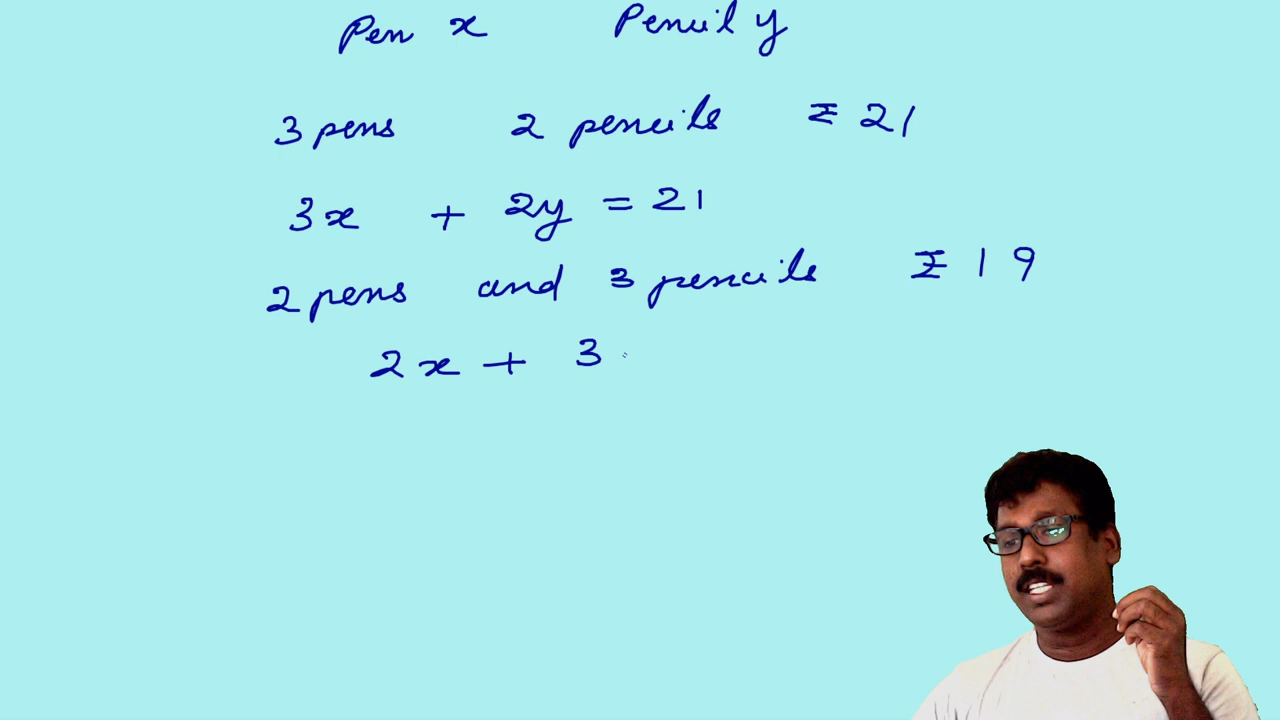 Pen x Pencil y
3 pens 2 pencils ₹ 21
3x + 2y = 21
2 pens and 3 pencils ₹ 19
2x + 3